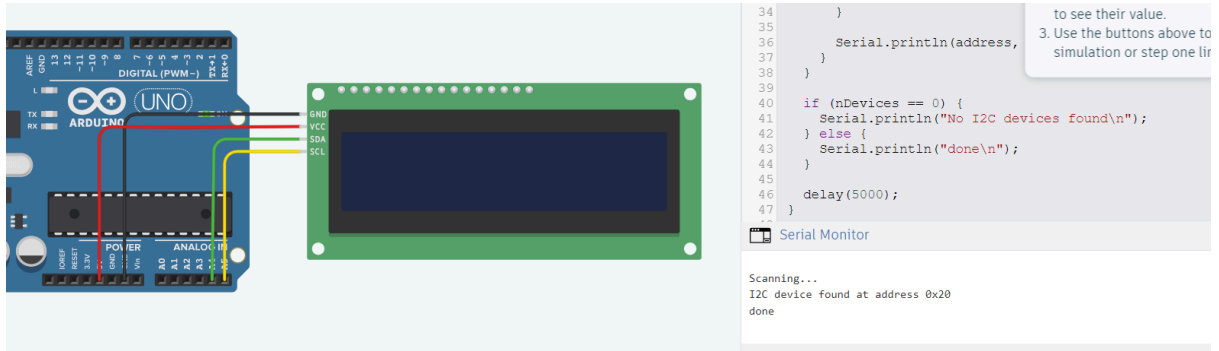 AREF
GND
13
12
~11
~10
~9
8
7
~6
~5
4
~3
2
TX→1
RX←0
DIGITAL (PWM~)
L
TX
RX
ARDUINO
UNO
GND
VCC
SDA
SCL
POWER
ANALOG IN
IOREF
RESET
3.3V
GND
Vin
A0
A1
A2
A3
34 }
35
36 Serial.println(address,
37 }
38 }
39
40 if (nDevices == 0) {
41 Serial.println("No I2C devices found\n");
42 } else {
43 Serial.println("done\n");
44 }
45
46 delay(5000);
47 }
to see their value.
3. Use the buttons above to
simulation or step one
Serial Monitor
Scanning...
I2C device found at address 0x20
done